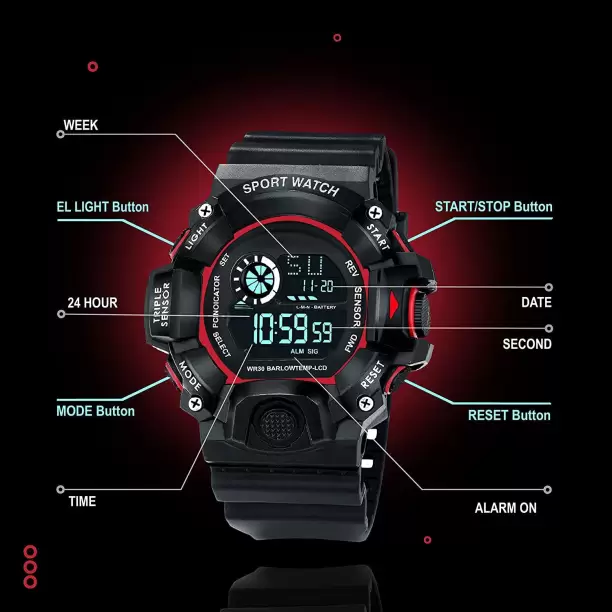 WEEK
SPORT WATCH
EL LIGHT Button
START/STOP Button
LIGHT
START
SET
REV
SU
11-20
L-M-N - BATTERY
TRIPLE
SENSOR
PCINOICATOR
SENSOR
DATE
24 HOUR
10:59 59
SECOND
SELECT
FWD
ALM SIG
WR30 BARLOWTEMP-LCD
MODE
RESET
MODE Button
RESET Button
TIME
ALARM ON